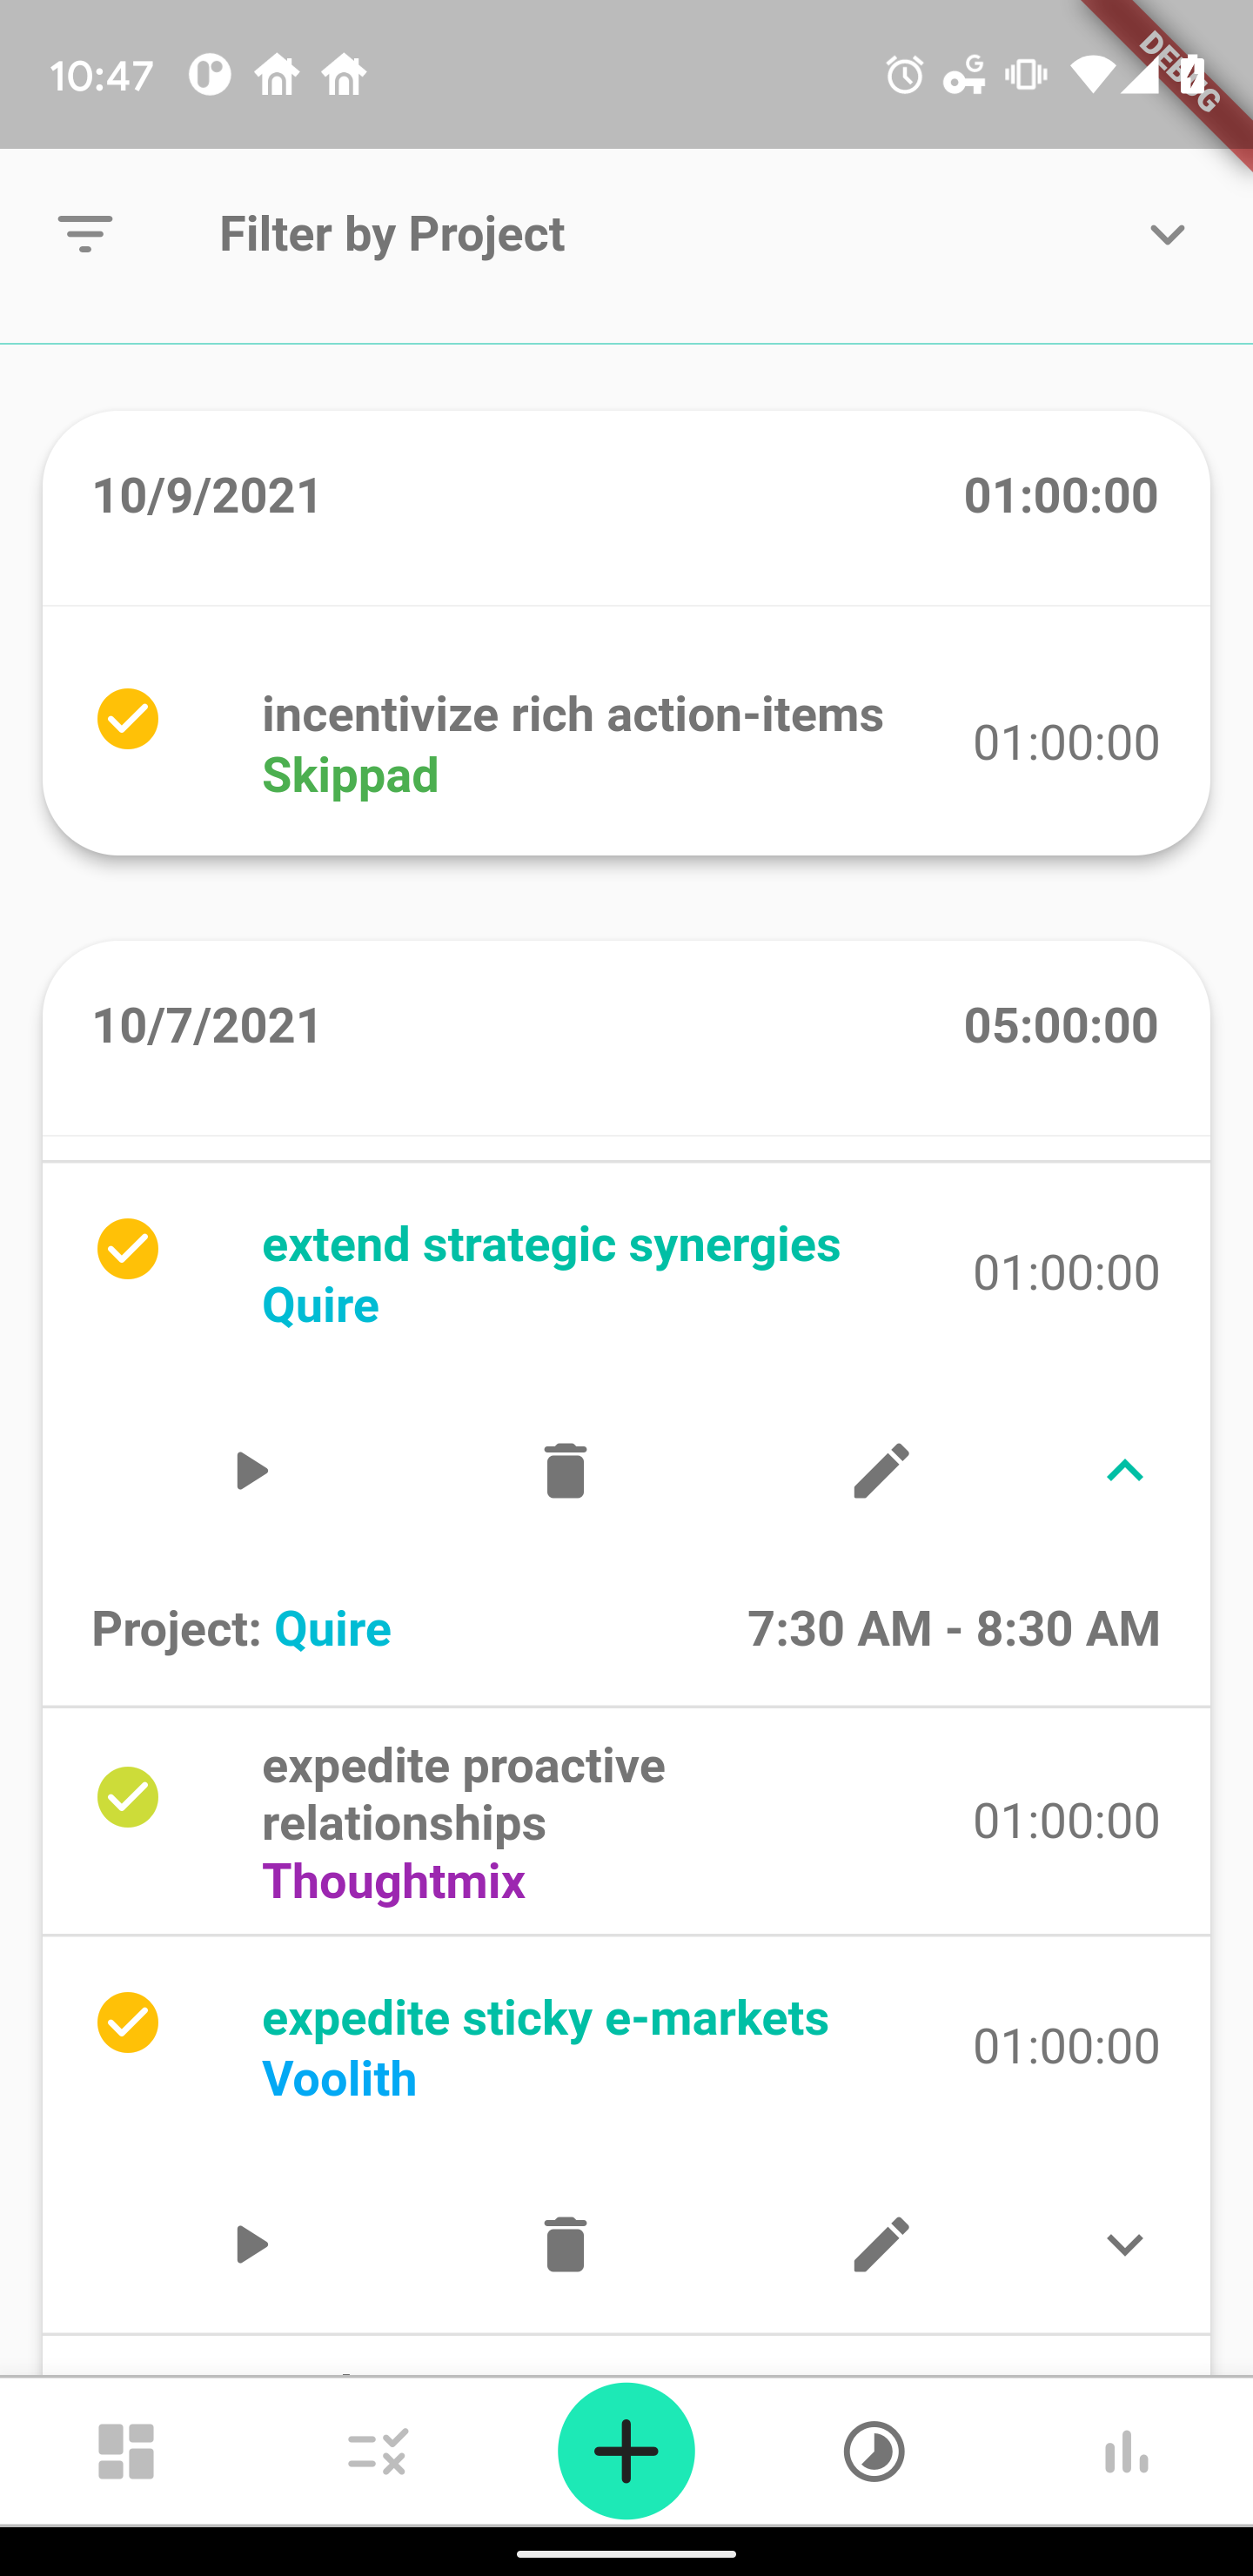 10:47
G
DEBUG
Filter by Project
10/9/2021 01:00:00
incentivize rich action-items
Skippad
01:00:00
10/7/2021 05:00:00
extend strategic synergies
Quire
01:00:00
Project: Quire 7:30 AM - 8:30 AM
expedite proactive
relationships
Thoughtmix
01:00:00
expedite sticky e-markets
Voolith
01:00:00